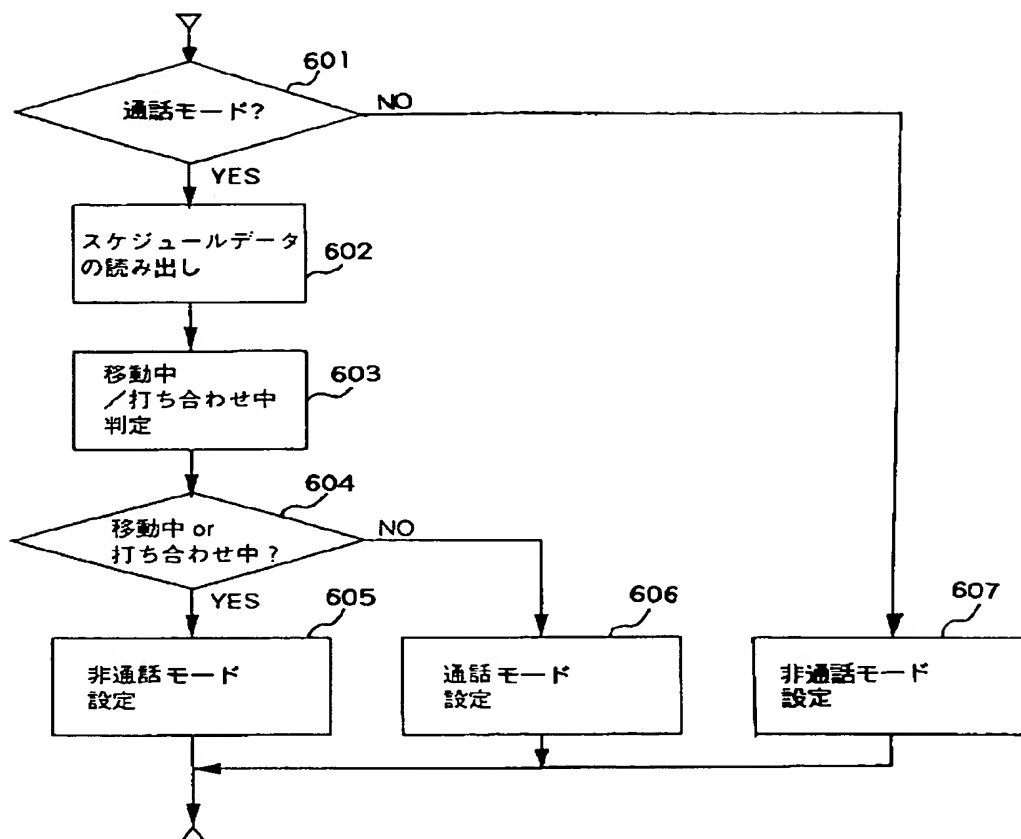 601
通話モード?
NO
YES
スケジュールデータ
の読み出し
602
移動中
／打ち合わせ中
判定
603
604
移動中 or
打ち合わせ中 ?
NO
YES
605
606
607
非通話モード
設定
通話モード
設定
非通話モード
設定